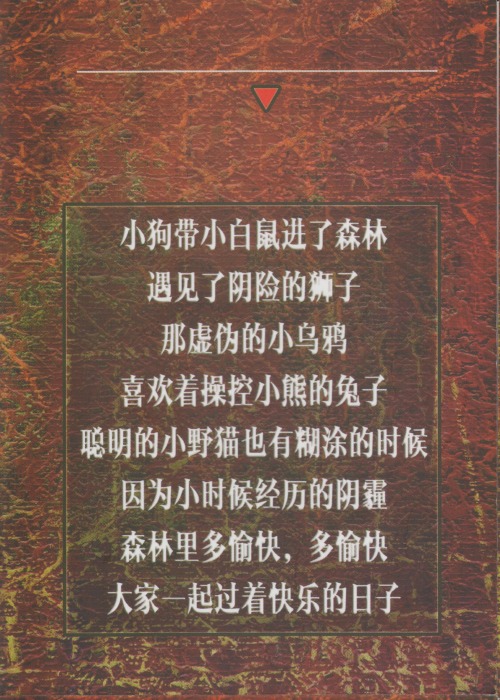 小狗带小白鼠进了森林
遇见了阴险的狮子
那虚伪的小乌鸦
喜欢着操控小熊的兔子
聪明的小野猫也有糊涂的时候
因为小时候经历的阴霾
森林里多愉快，多愉快
大家一起过着快乐的日子